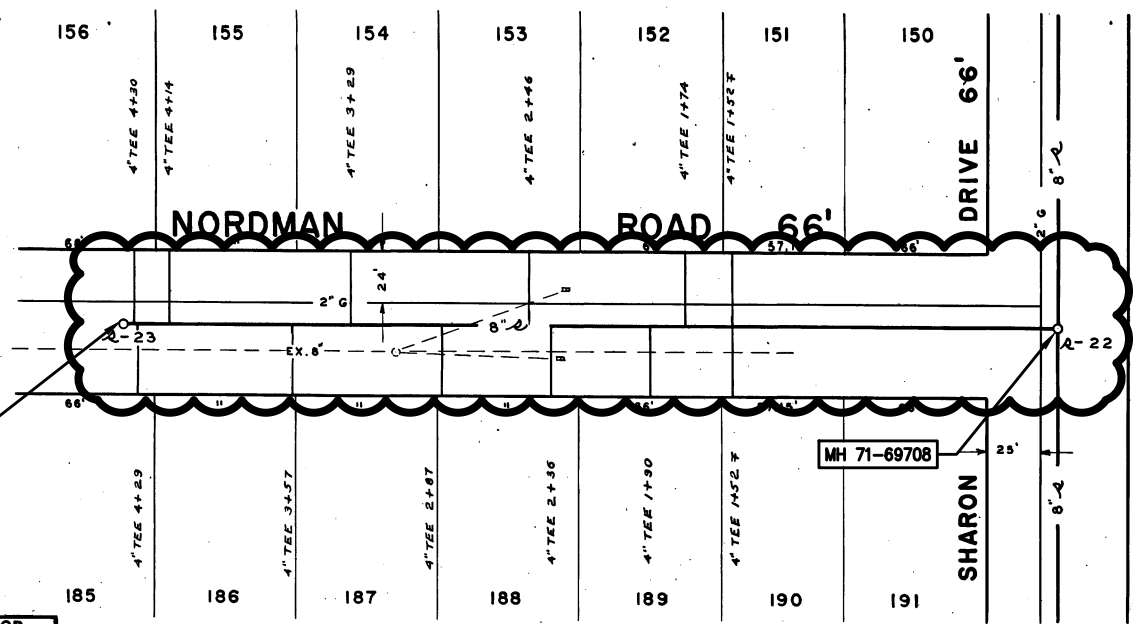 156
155
154
153
152
151
150
4" TEE 4+30
4" TEE 4+14
4" TEE 3+29
4" TEE 2+46
4" TEE 1+74
4" TEE 1+52 F
DRIVE 66'
8" S
2" G
NORDMAN ROAD 66'
66'
24'
2" G
8" S
S-23
EX. 8"
S-22
66'
"
"
"
66'
MH 71-69708
25'
8" S
SHARON
4" TEE 4+29
4" TEE 3+57
4" TEE 2+87
4" TEE 2+36
4" TEE 1+90
4" TEE 1+52 F
185
186
187
188
189
190
191